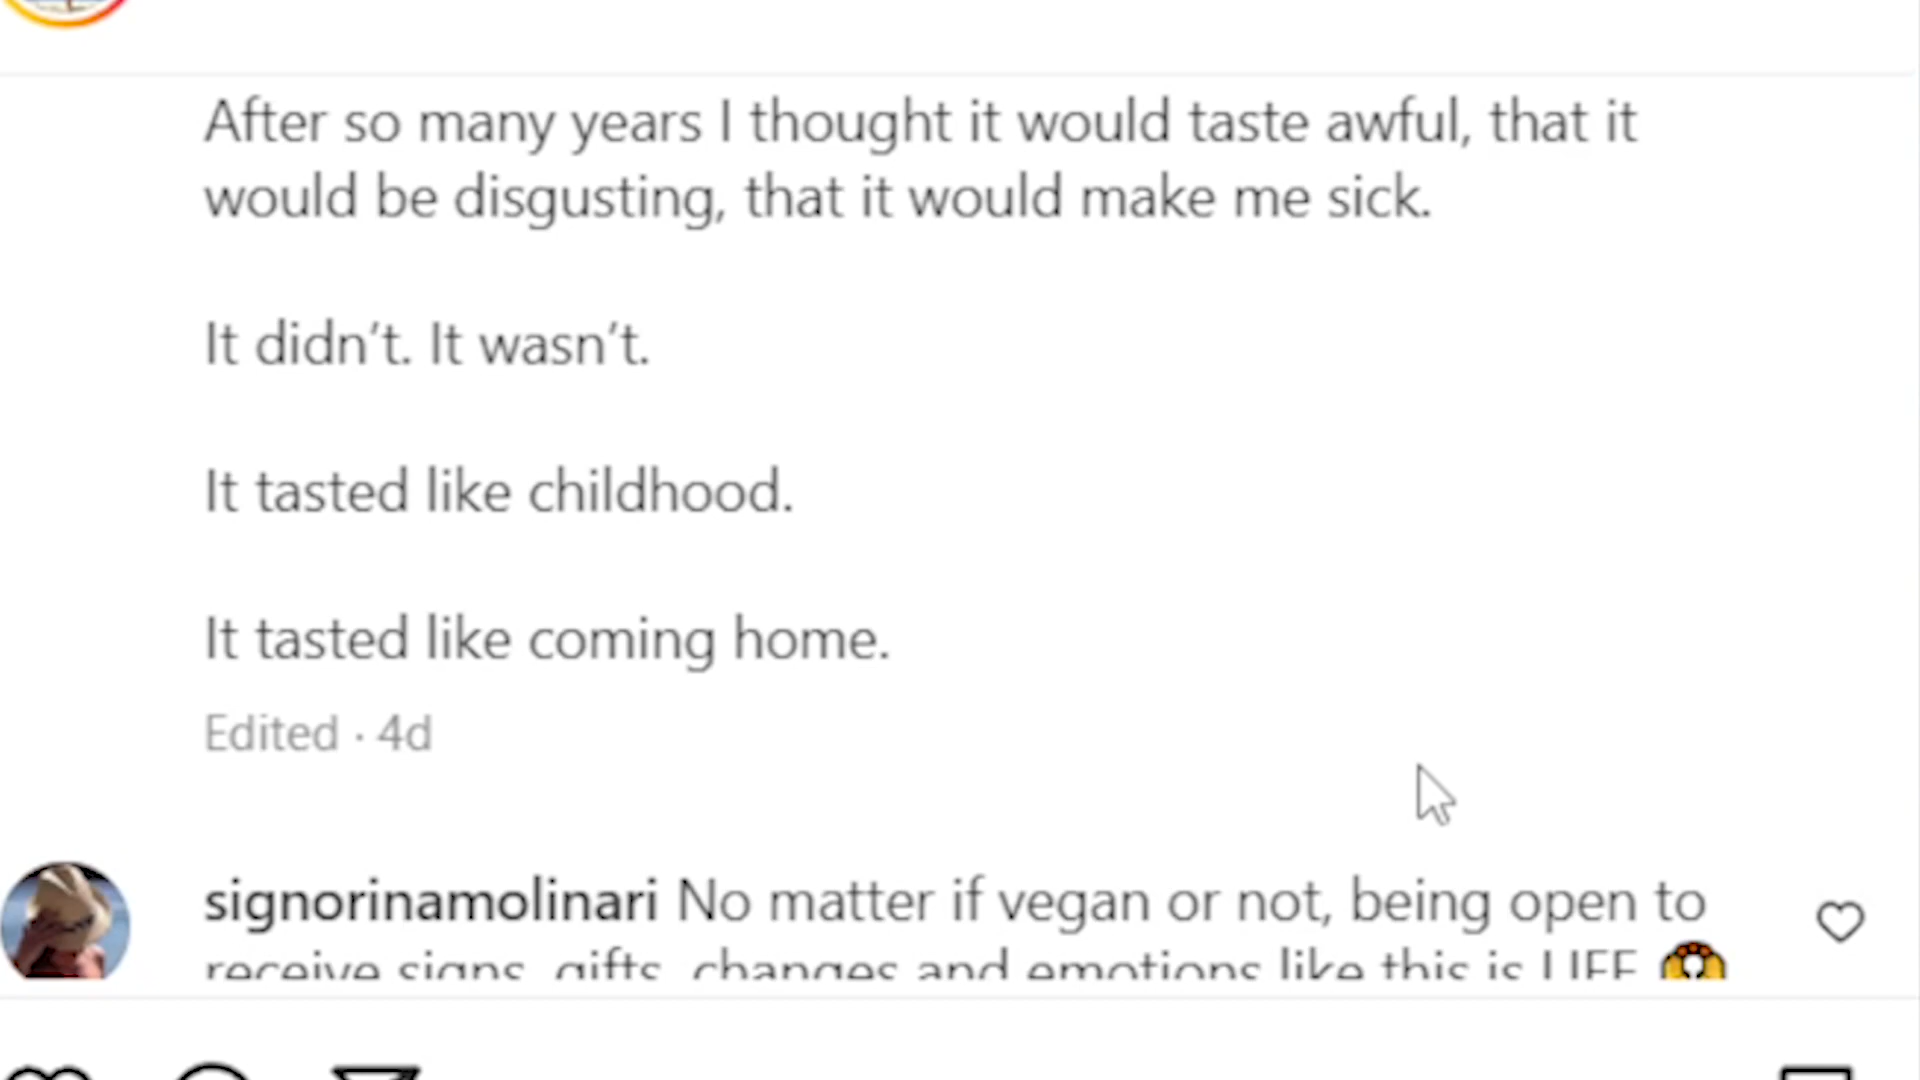 After so many years I thought it would taste awful, that it
would be disgusting, that it would make me sick.
It didn’t. It wasn’t.
It tasted like childhood.
It tasted like coming home.
Edited · 4d
signorinamolinari No matter if vegan or not, being open to
receive signs, gifts, changes and emotions like this is LIFE